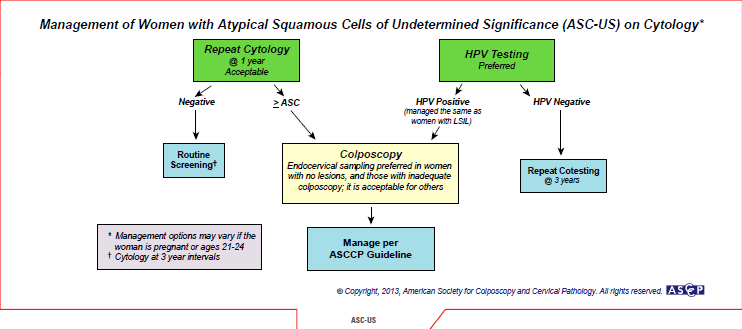 Management of Women with Atypical Squamous Cells of Undetermined Significance (ASC-US) on Cytology*
Repeat Cytology
@ 1 year
Acceptable
HPV Testing
Preferred
Negative
> ASC
HPV Positive
(managed the same as
women with LSIL)
HPV Negative
Routine
Screening†
Colposcopy
Endocervical sampling preferred in women
with no lesions, and those with inadequate
colposcopy; it is acceptable for others
Repeat Cotesting
@ 3 years
* Management options may vary if the
woman is pregnant or ages 21-24
† Cytology at 3 year intervals
Manage per
ASCCP Guideline
© Copyright, 2013, American Society for Colposcopy and Cervical Pathology. All rights reserved. ASCCP
ASC-US